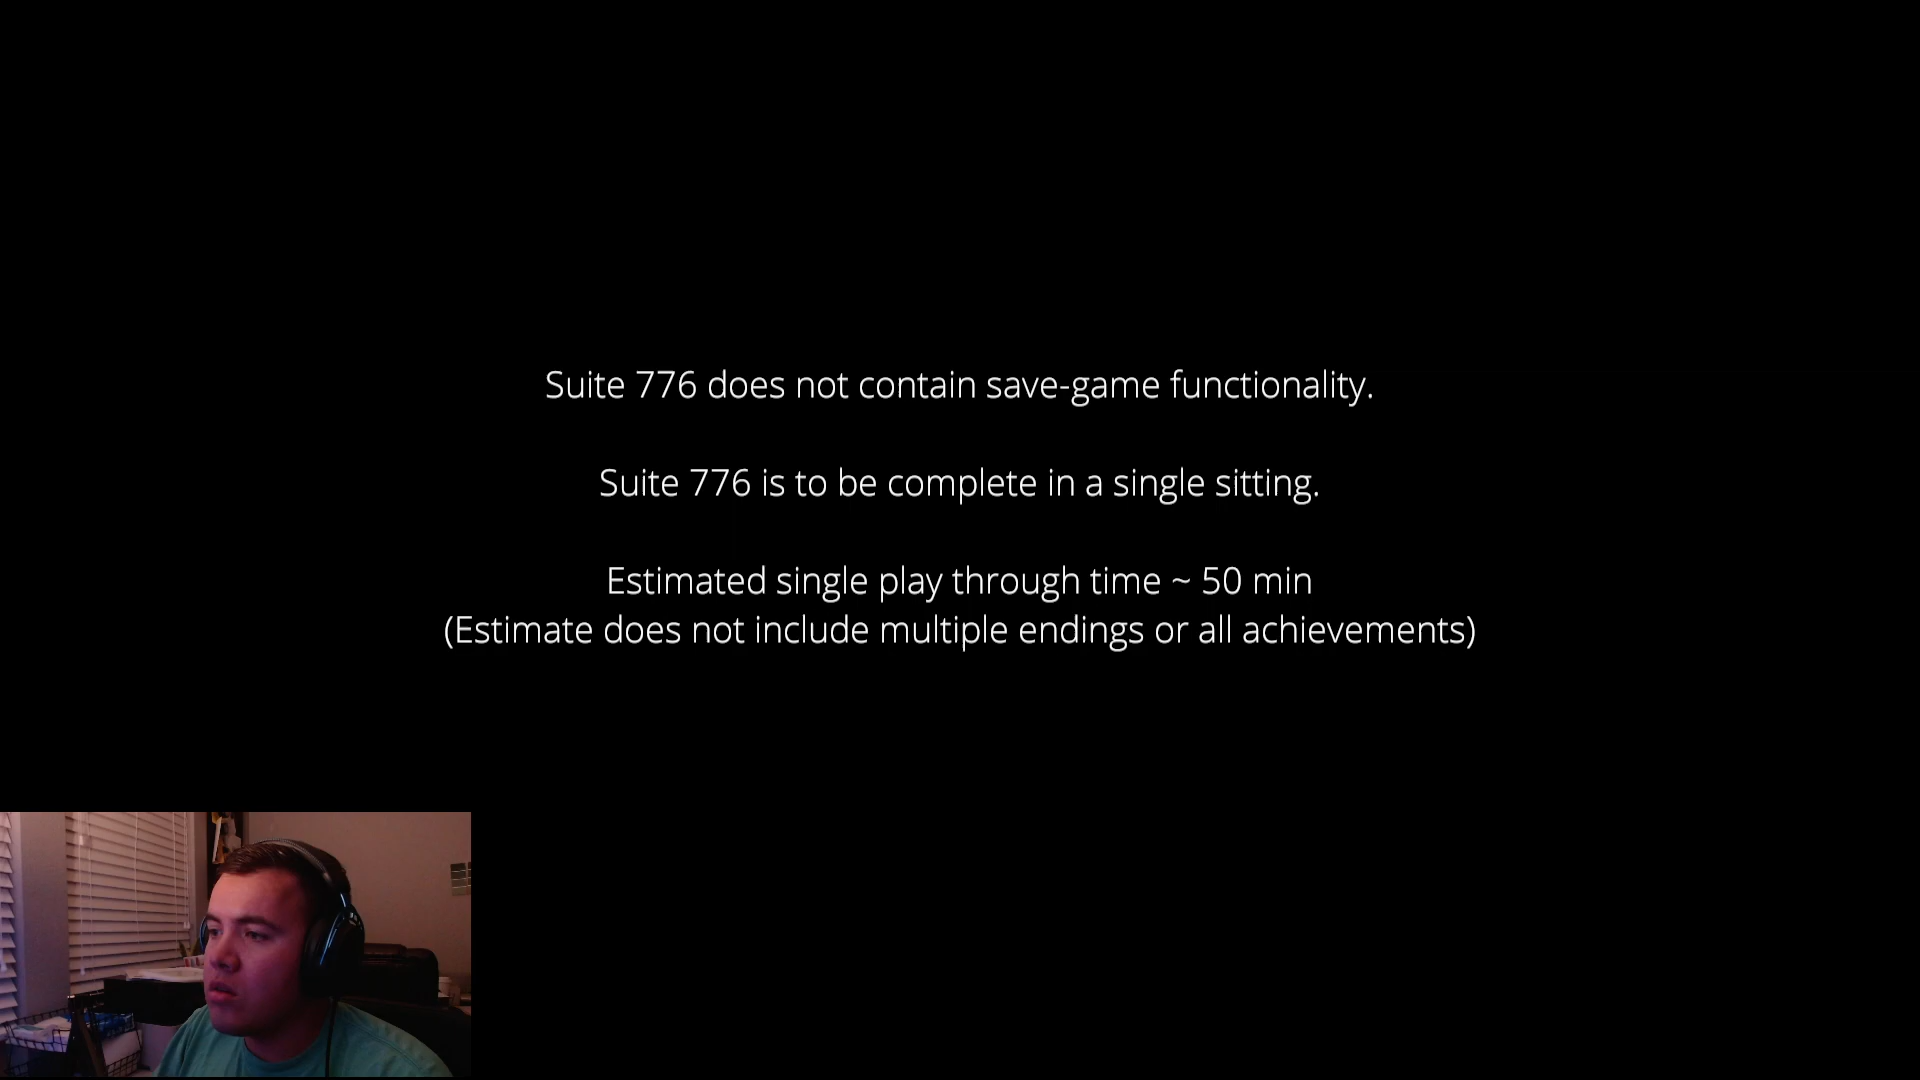 Suite 776 does not contain save-game functionality.
Suite 776 is to be complete in a single sitting.
Estimated single play through time ~ 50 min
(Estimate does not include multiple endings or all achievements)